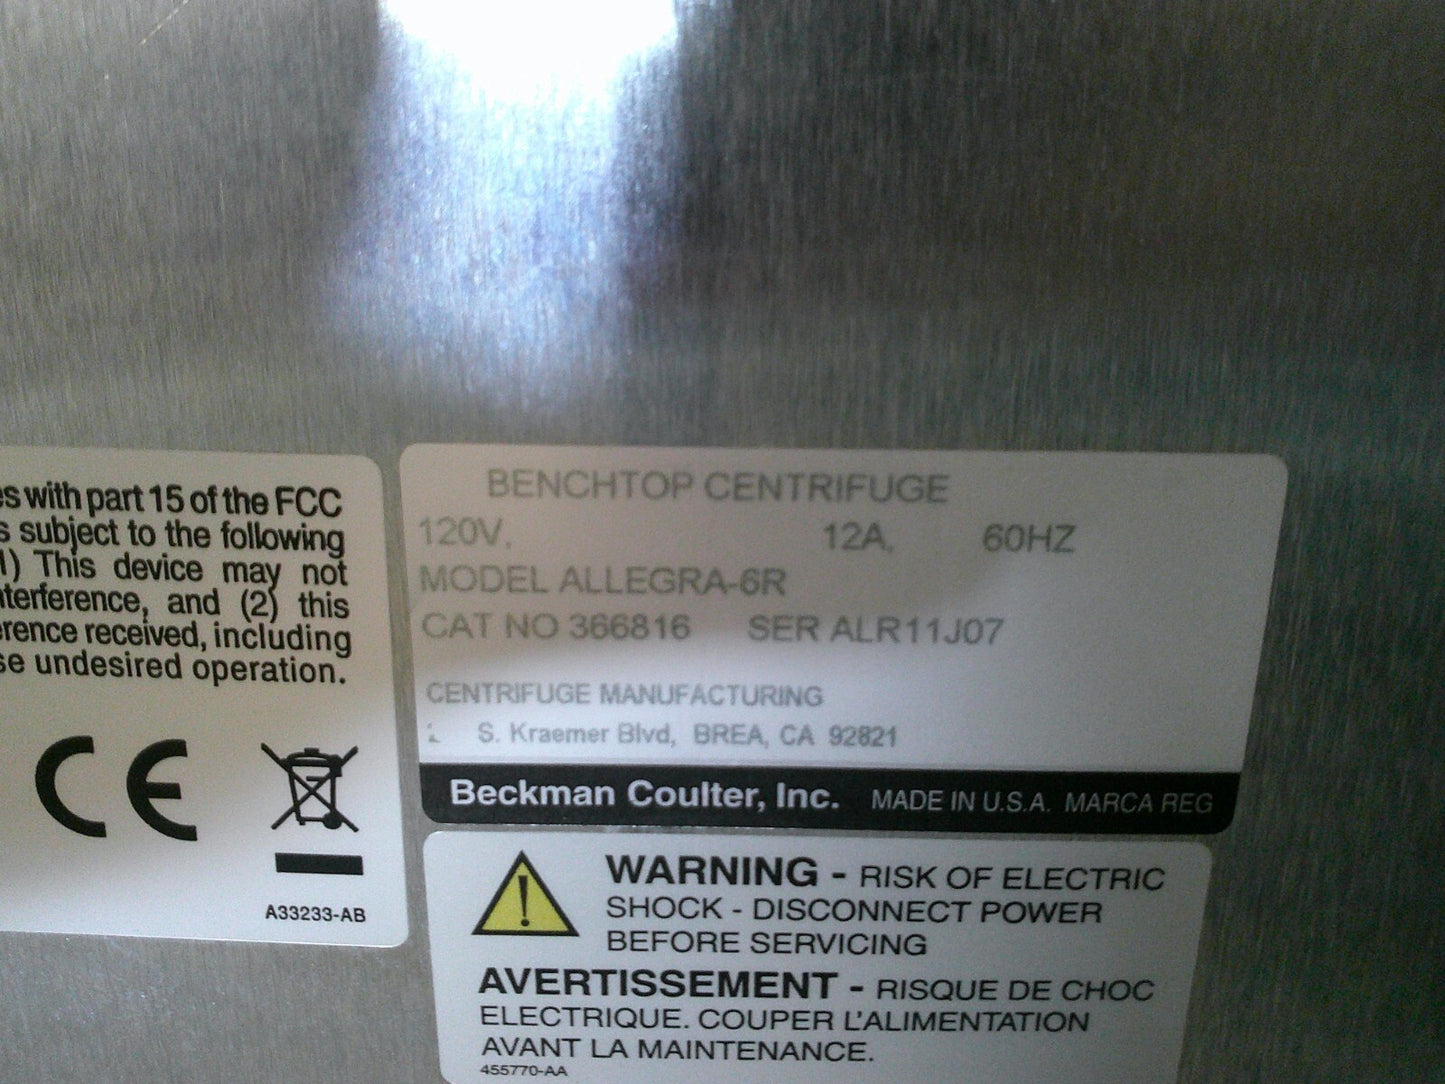 s with part 15 of the FCC
s subject to the following
1) This device may not
terference, and (2) this
erence received, including
se undesired operation.
CE
A33233-AB
BENCHTOP CENTRIFUGE
120V, 12A, 60HZ
MODEL ALLEGRA-6R
CAT NO 366816 SER ALR11J07
CENTRIFUGE MANUFACTURING
S. Kraemer Blvd, BREA, CA 92821
Beckman Coulter, Inc. MADE IN U.S.A. MARCA REG
WARNING - RISK OF ELECTRIC
SHOCK - DISCONNECT POWER
BEFORE SERVICING
AVERTISSEMENT - RISQUE DE CHOC
ELECTRIQUE. COUPER L'ALIMENTATION
AVANT LA MAINTENANCE.
455770-AA